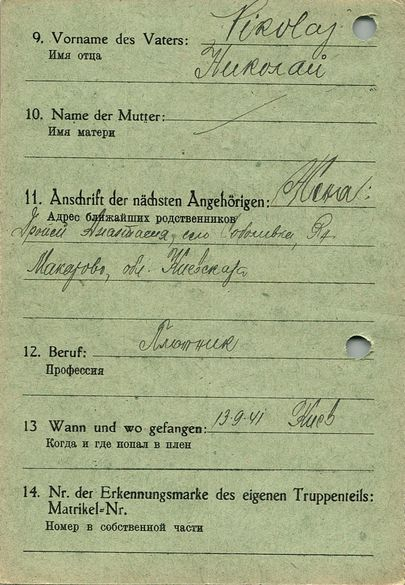 9. Vorname des Vaters: Nikolaj
Имя отца Николай
10. Name der Mutter:
Имя матери
11. Anschrift der nächsten Angehörigen: Жена:
Адрес ближайших родственников
Анастасия, село
Макарово, обл. Киевская
12. Beruf: Плотник
Профессия
13 Wann und wo gefangen: 13-9-41 Киев
Когда и где попал в плен
14. Nr. der Erkennungsmarke des eigenen Truppenteils:
Matrikel=Nr.
Номер в собственной части